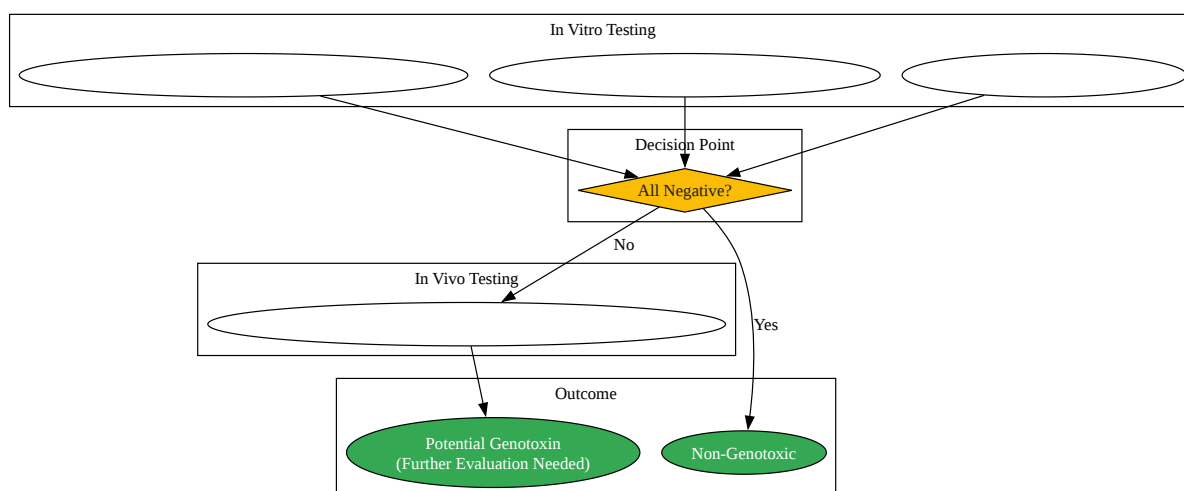 In Vitro Testing
Decision Point
All Negative?
No
In Vivo Testing
Yes
Outcome
Potential Genotoxin
(Further Evaluation Needed)
Non-Genotoxic